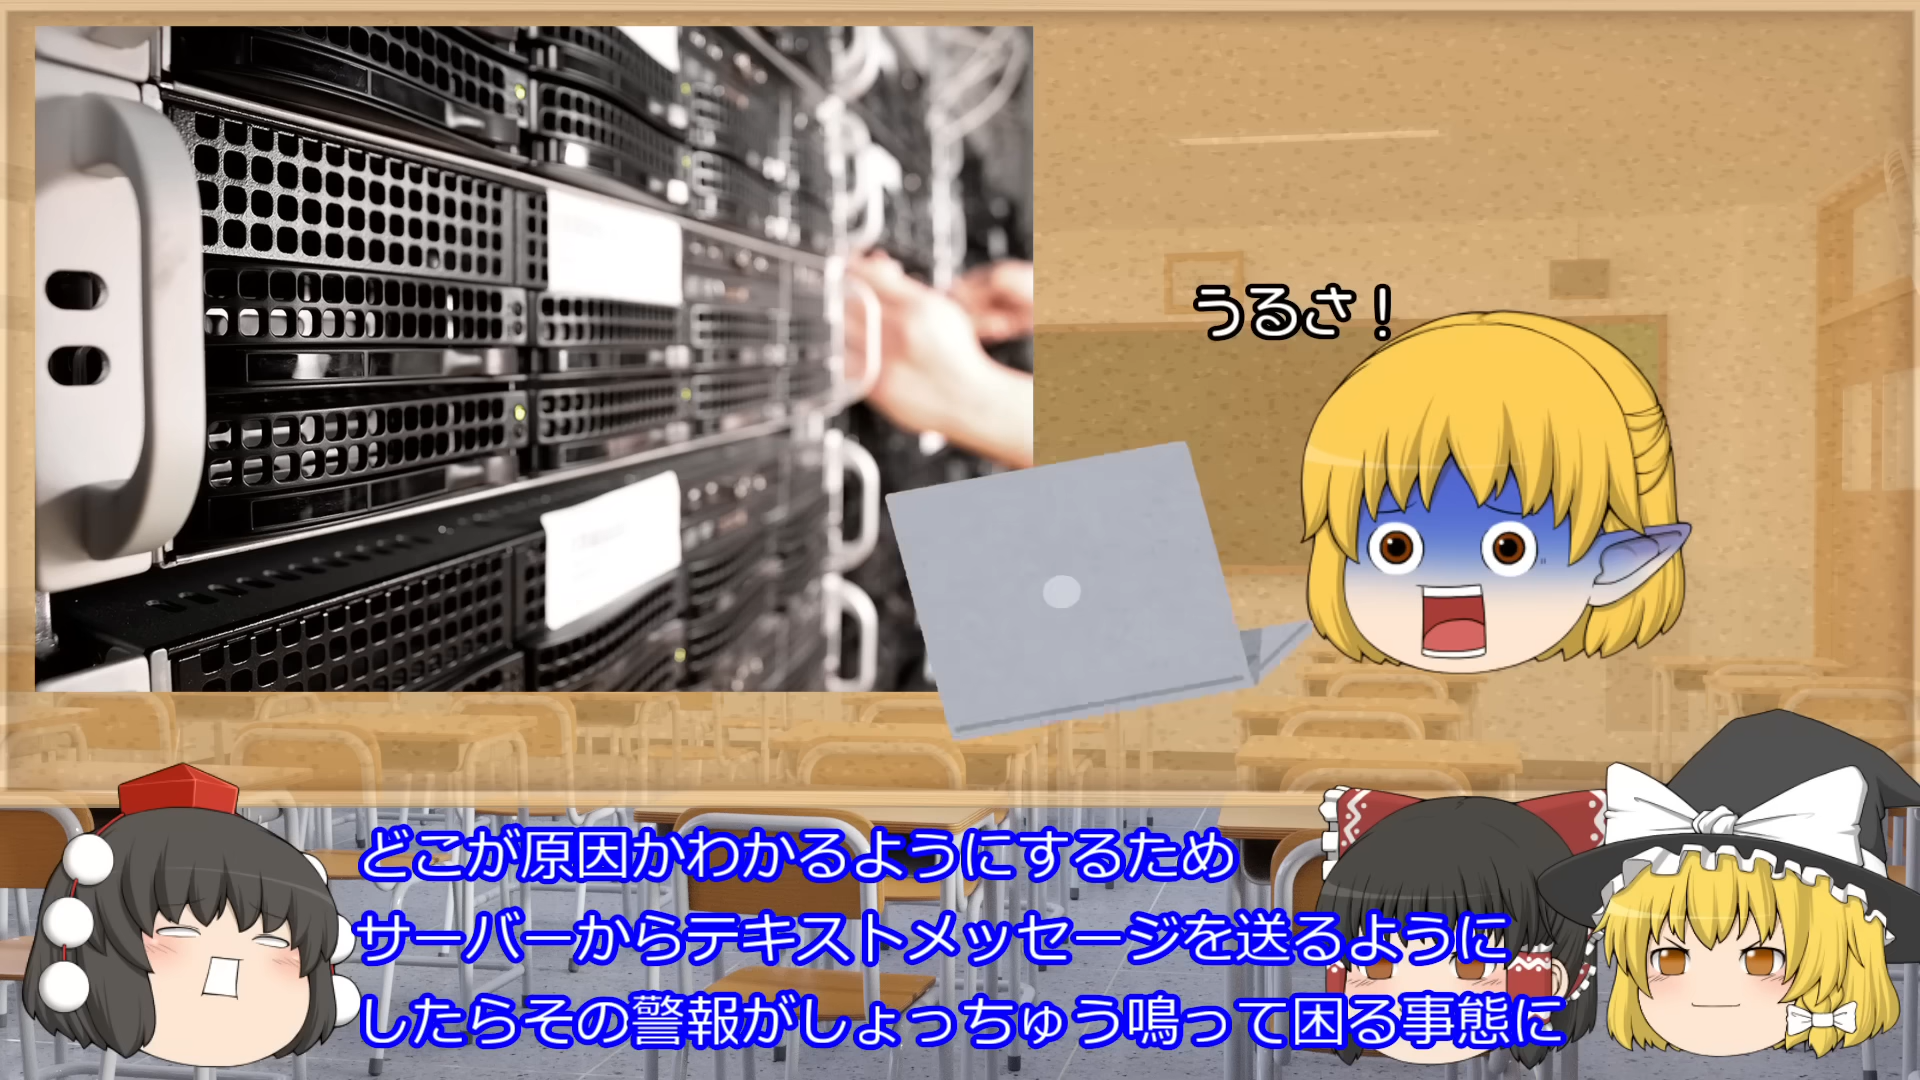 うるさ！
どこが原因かわかるようにするため
サーバーからテキストメッセージを送るように
したらその警報がしょっちゅう鳴って困る事態に